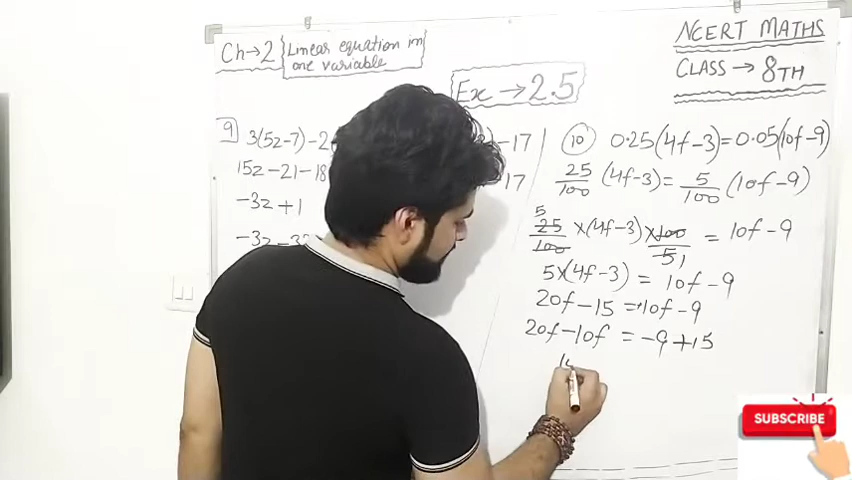 Ch→2 Linear equation in one variable
Ex → 2.5
NCERT MATHS
CLASS → 8TH
9 3(5z-7)-2 )-17
15z-21-18 17
-3z+1
-3z-3
10 0.25(4f-3)=0.05(10f-9)
25/100 (4f-3)=5/100 (10f-9)
5
25/100 ×(4f-3)×100/5 1 = 10f-9
5×(4f-3) = 10f-9
20f-15 =10f-9
20f-10f = -9+15
SUBSCRIBE